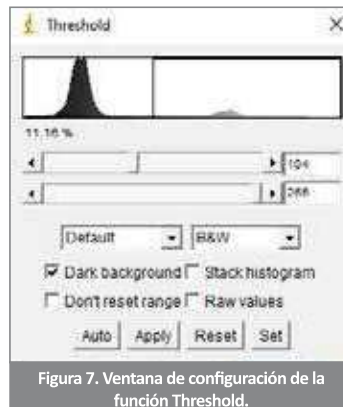 Threshold
11.16 %
104
255
Default B&W
Dark background Stack histogram
Don't reset range Raw values
Auto Apply Reset Set
Figura 7. Ventana de configuración de la
función Threshold.